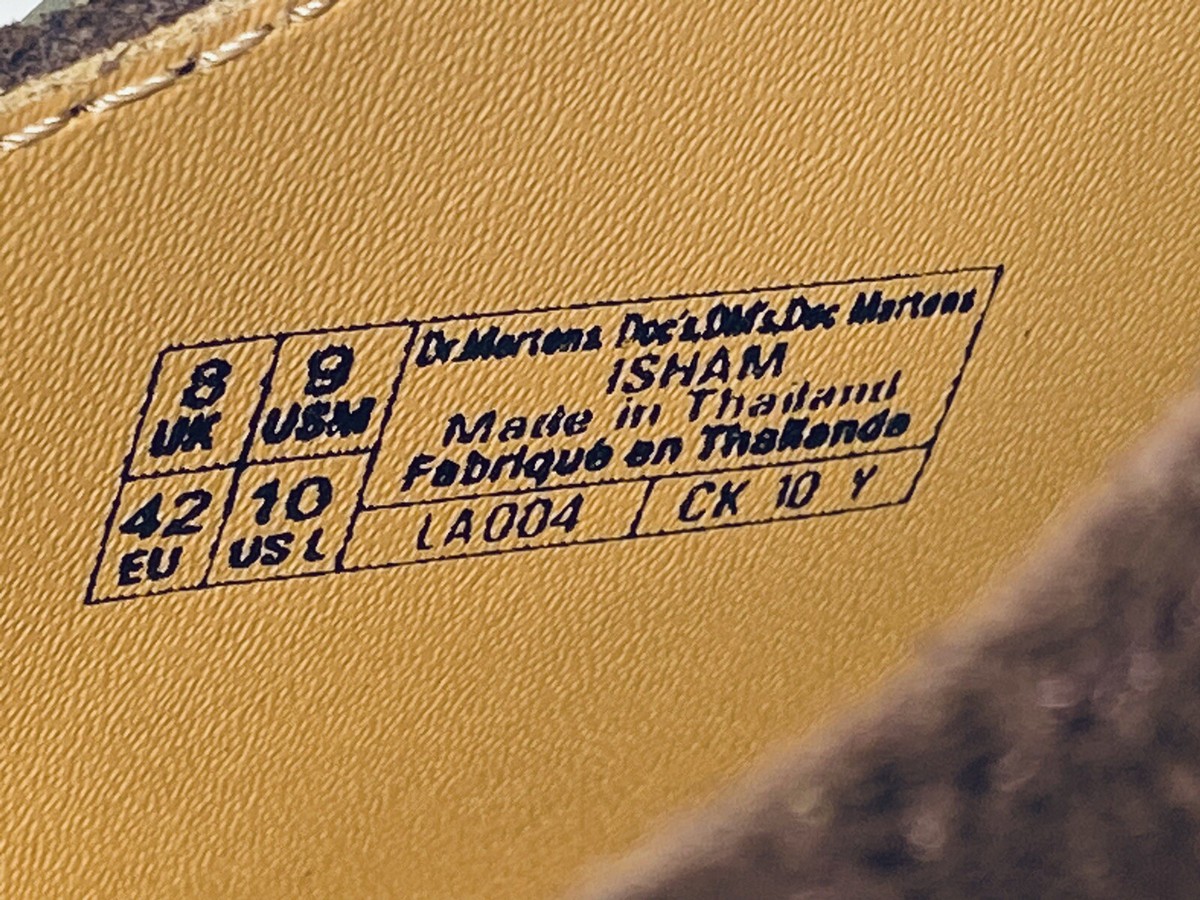 8 UK
9 USM
42 EU
10 US L
Dr.Martens Doc's,DM's,Doc Martens
ISHAM
Made in Thailand
Fabriqué en Thaïlande
LA004
CK 10 Y